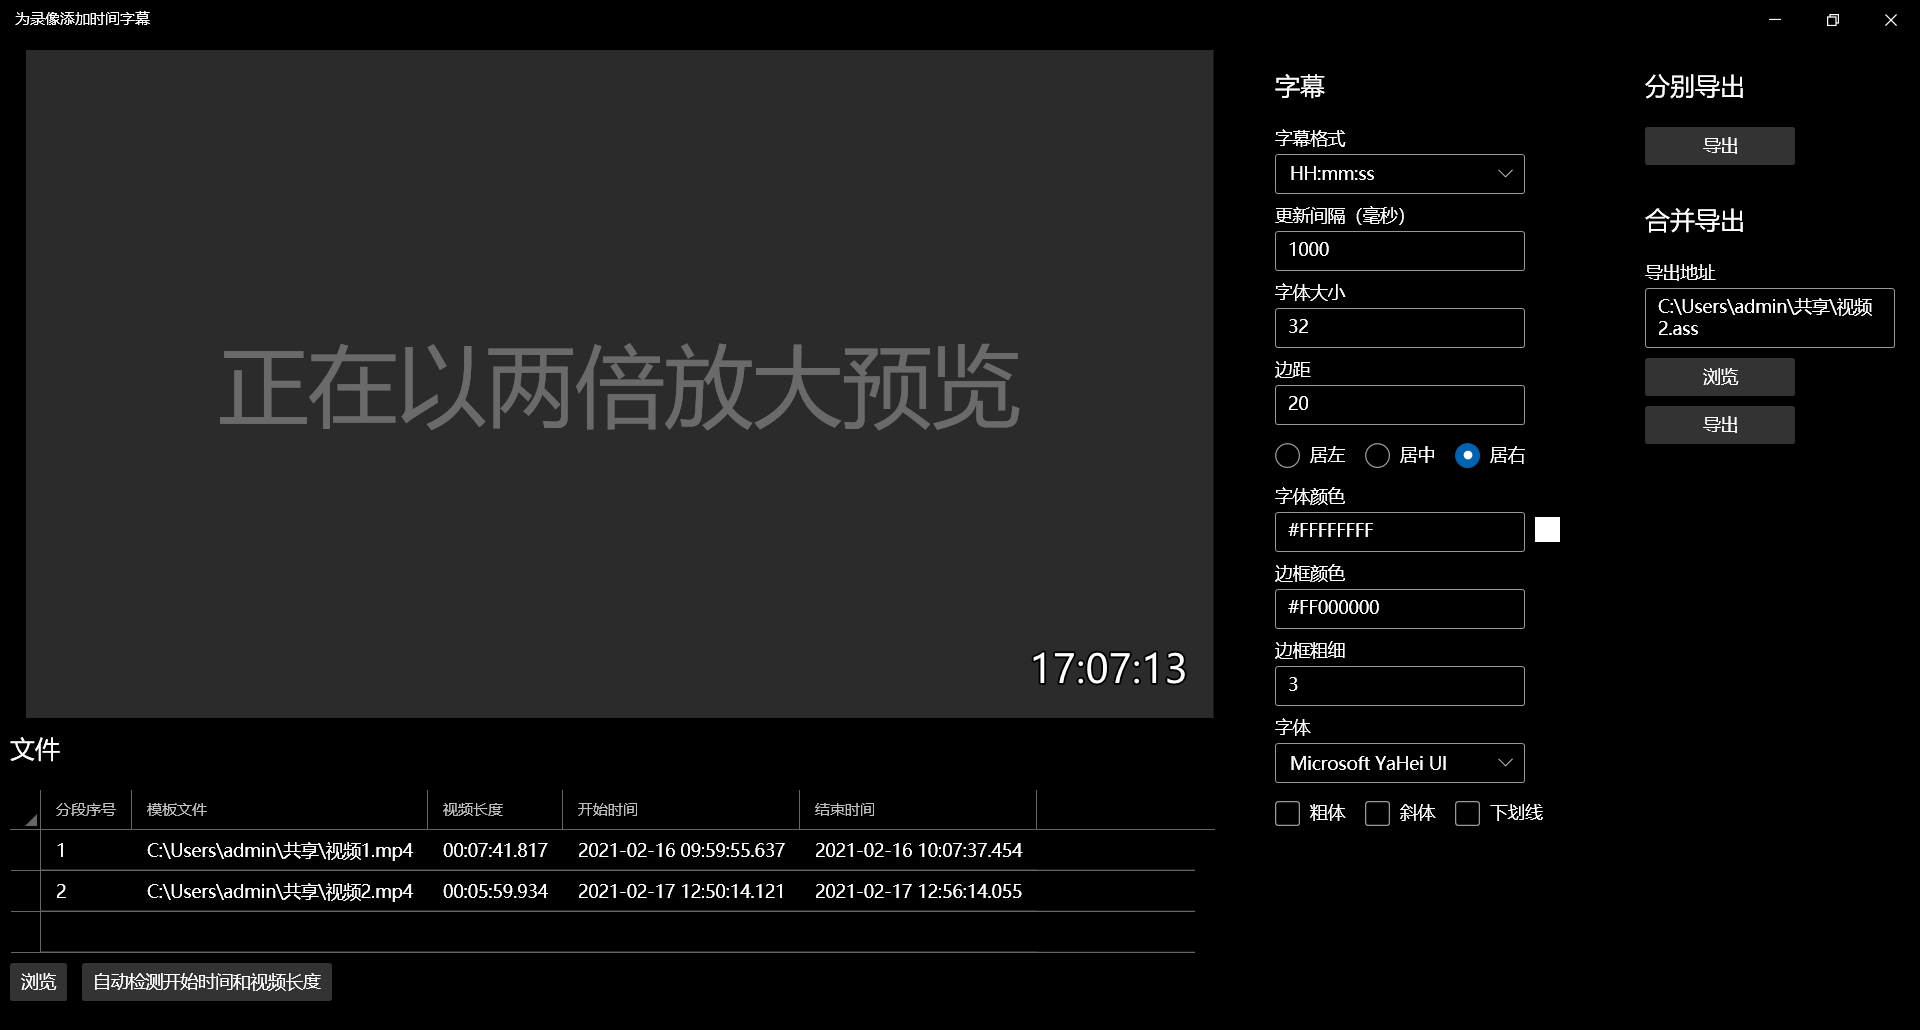 为录像添加时间字幕
正在以两倍放大预览
17:07:13
文件
分段序号 模板文件 视频长度 开始时间 结束时间
1 C:\Users\admin\共享\视频1.mp4 00:07:41.817 2021-02-16 09:59:55.637 2021-02-16 10:07:37.454
2 C:\Users\admin\共享\视频2.mp4 00:05:59.934 2021-02-17 12:50:14.121 2021-02-17 12:56:14.055
浏览 自动检测开始时间和视频长度
字幕
字幕格式
HH:mm:ss
更新间隔（毫秒）
1000
字体大小
32
边距
20
居左 居中 居右
字体颜色
#FFFFFFFF
边框颜色
#FF000000
边框粗细
3
字体
Microsoft YaHei UI
粗体 斜体 下划线
分别导出
导出
合并导出
导出地址
C:\Users\admin\共享\视频
2.ass
浏览
导出